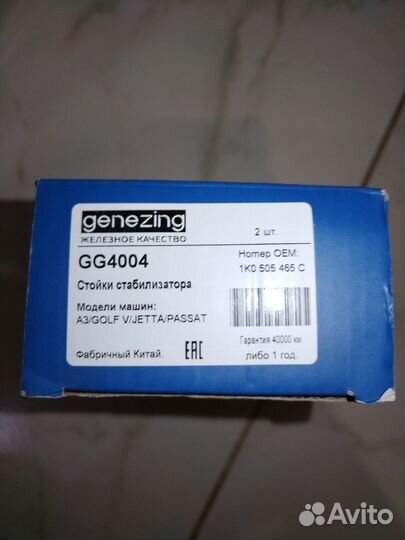 genezing
ЖЕЛЕЗНОЕ КАЧЕСТВО
2 шт.
GG4004
Номер OEM:
1K0 505 465 C
Стойки стабилизатора
Модели машин:
A3/GOLF V/JETTA/PASSAT
Фабричный Китай.
EAC
Гарантия 40000 км.
либо 1 год.
Avito